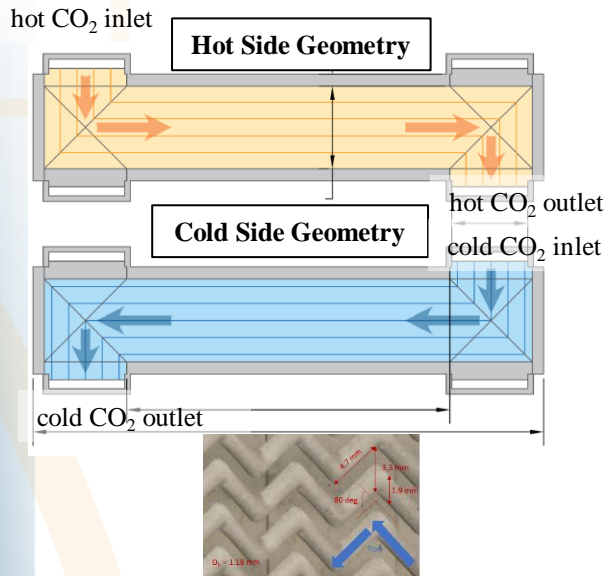 hot CO₂ inlet
Hot Side Geometry
hot CO₂ outlet
Cold Side Geometry
cold CO₂ inlet
cold CO₂ outlet
4.7 mm
3.3 mm
1.9 mm
80 deg
flow
Dₕ = 1.16 mm